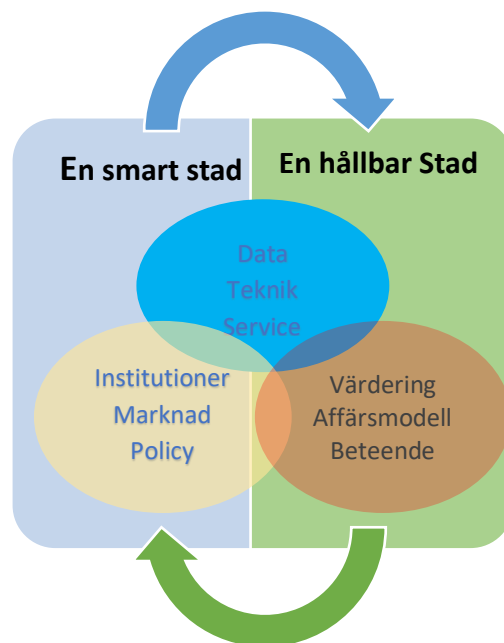 En smart stad
En hållbar Stad
Data
Teknik
Service
Institutioner
Marknad
Policy
Värdering
Affärsmodell
Beteende